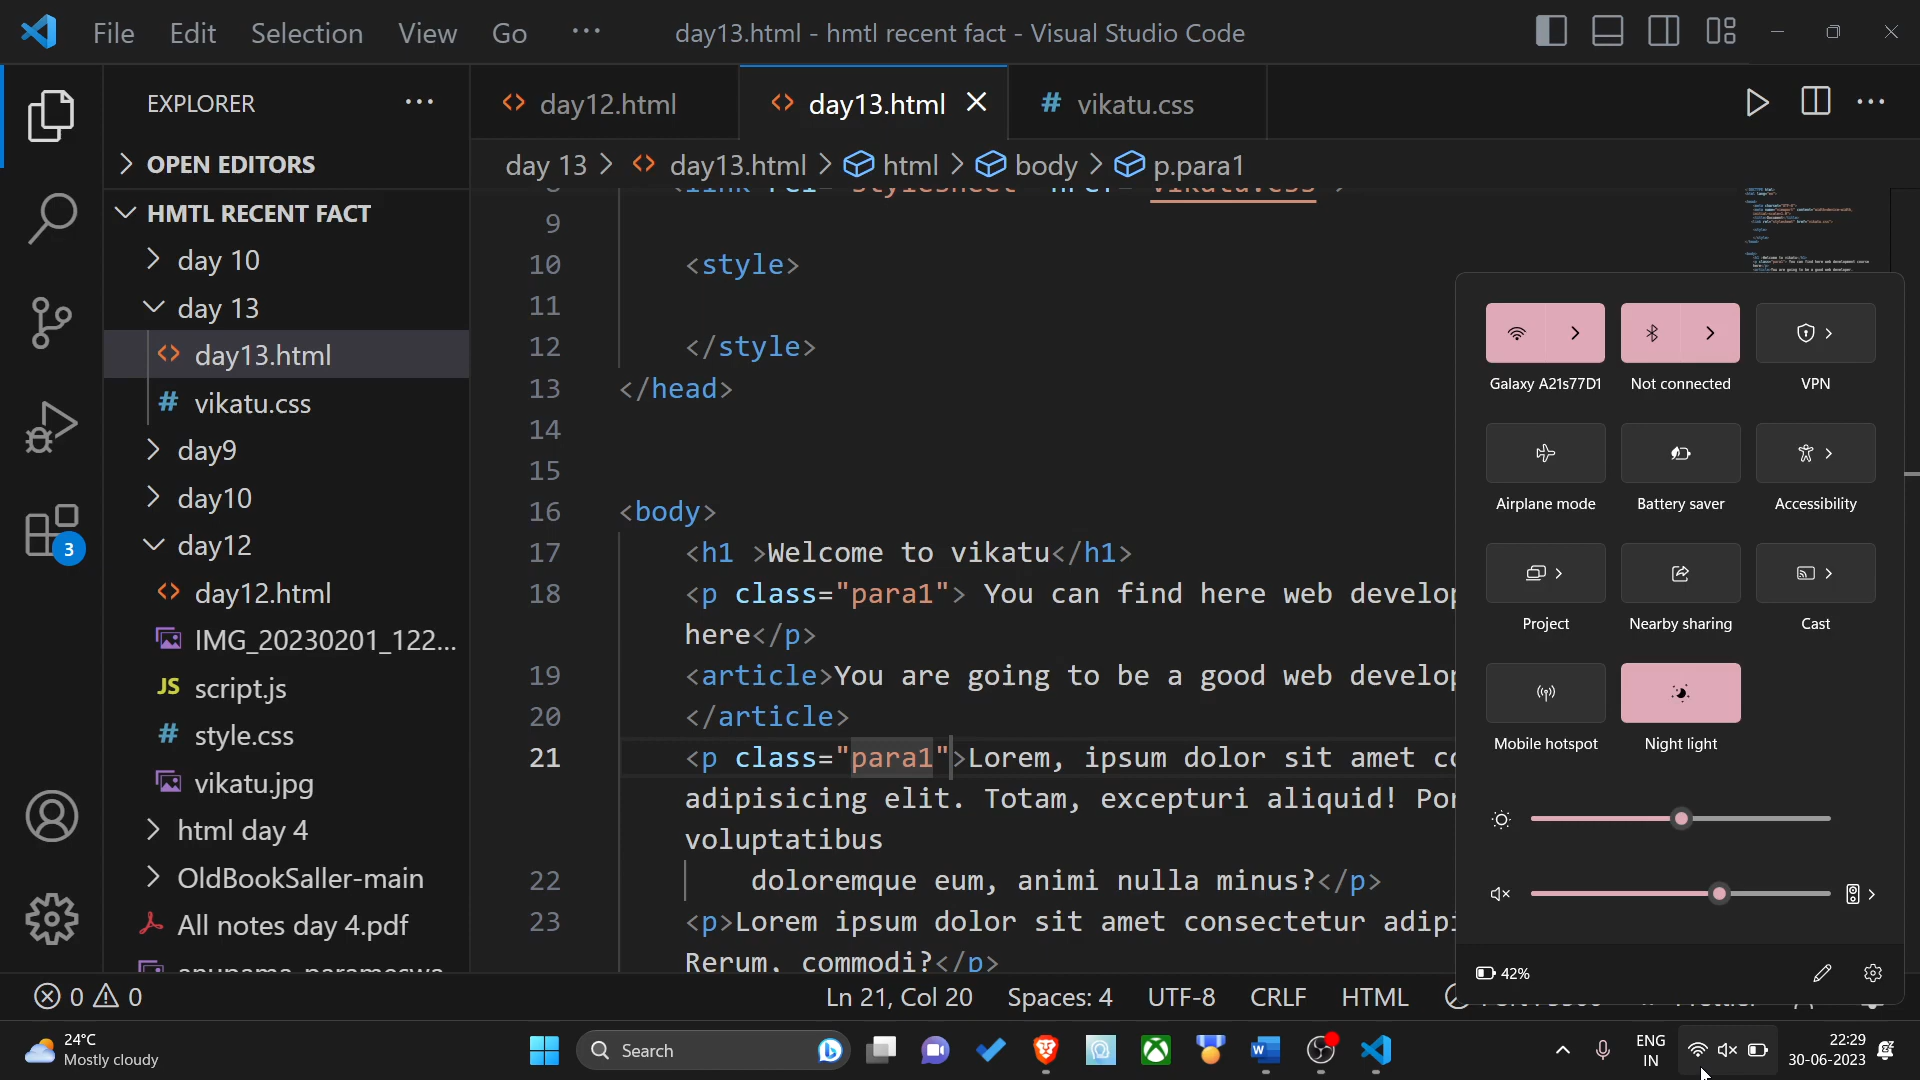 File Edit Selection View Go ··· day13.html - hmtl recent fact - Visual Studio Code
EXPLORER ···
OPEN EDITORS
HMTL RECENT FACT
day 10
day 13
day13.html
vikatu.css
day9
day10
day12
day12.html
IMG_20230201_122...
script.js
style.css
vikatu.jpg
html day 4
OldBookSaller-main
All notes day 4.pdf
3
day12.html day13.html vikatu.css
day 13 > day13.html > html > body > p.para1
9
10 <style>
11
12 </style>
13 </head>
14
15
16 <body>
17 <h1 >Welcome to vikatu</h1>
18 <p class="para1"> You can find here web develop
here</p>
19 <article>You are going to be a good web develop
20 </article>
21 <p class="para1">Lorem, ipsum dolor sit amet co
adipisicing elit. Totam, excepturi aliquid! Por
voluptatibus
22 doloremque eum, animi nulla minus?</p>
23 <p>Lorem ipsum dolor sit amet consectetur adipi
Rerum, commodi?</p>
Galaxy A21s77D1 Not connected VPN
Airplane mode Battery saver Accessibility
Project Nearby sharing Cast
Mobile hotspot Night light
42%
0 0 Ln 21, Col 20 Spaces: 4 UTF-8 CRLF HTML
24°C
Mostly cloudy
Search
ENG
IN
22:29
30-06-2023